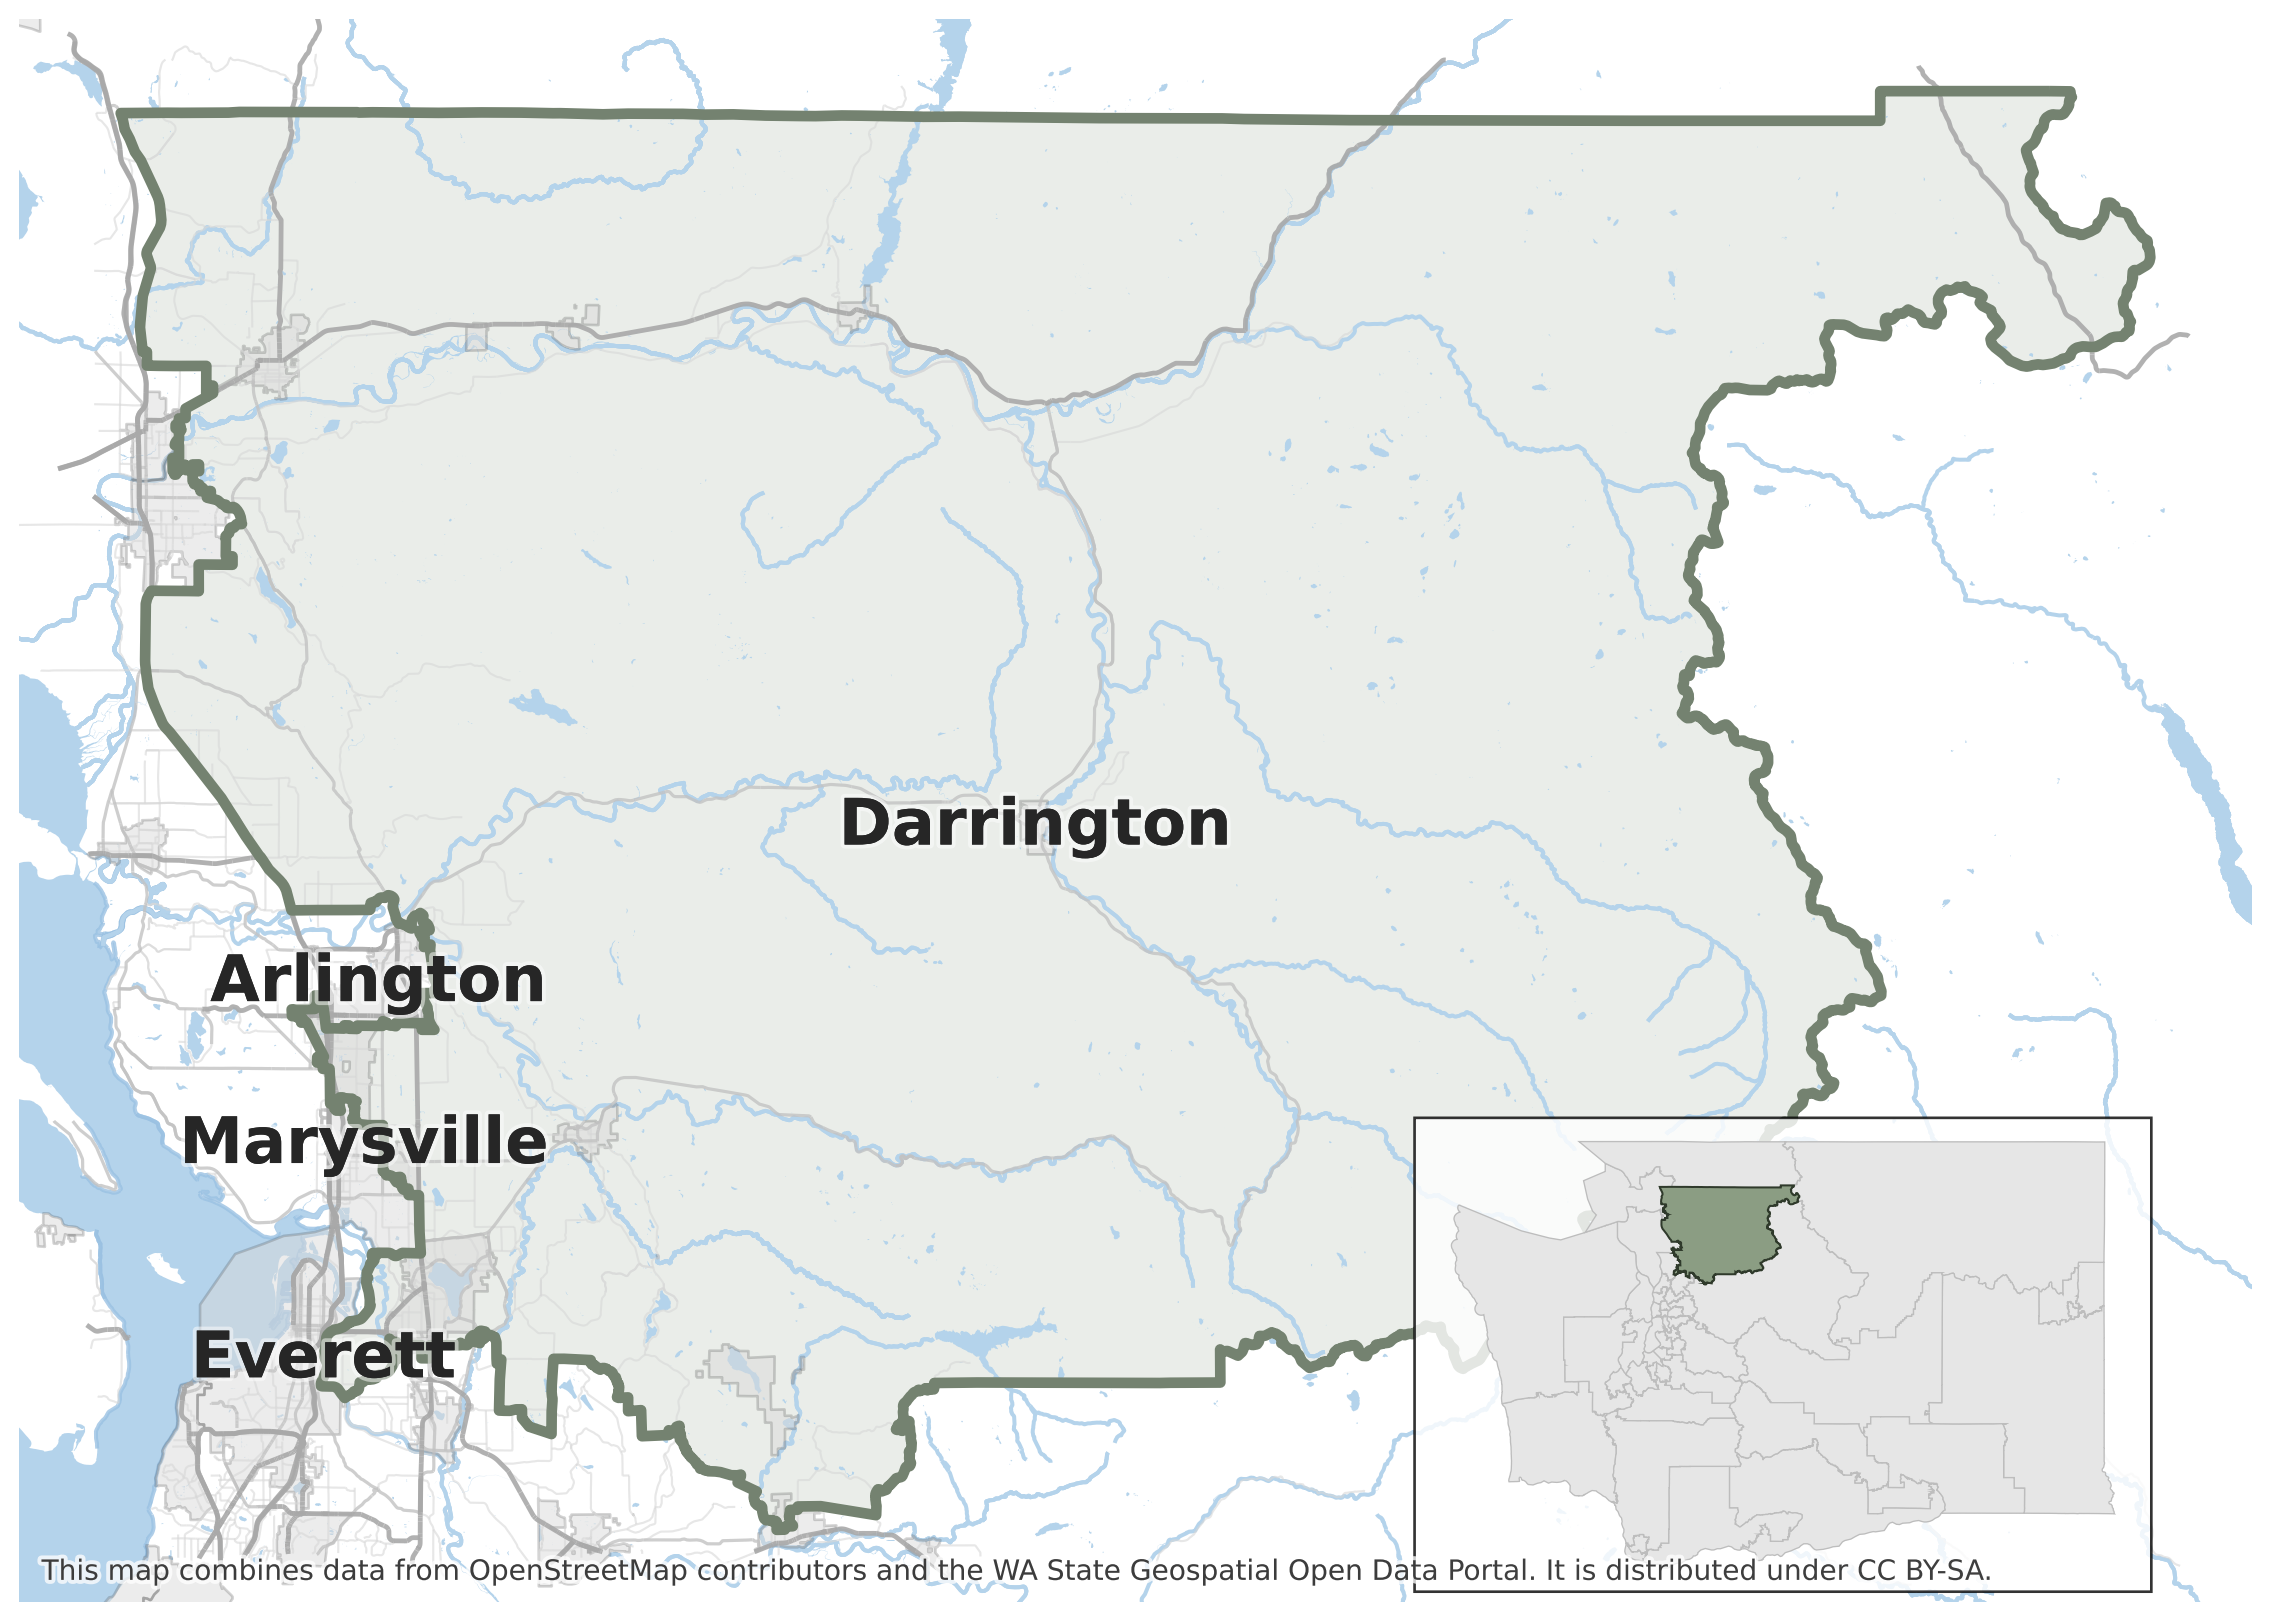 Darrington
Arlington
Marysville
Everett
This map combines data from OpenStreetMap contributors and the WA State Geospatial Open Data Portal. It is distributed under CC BY-SA.